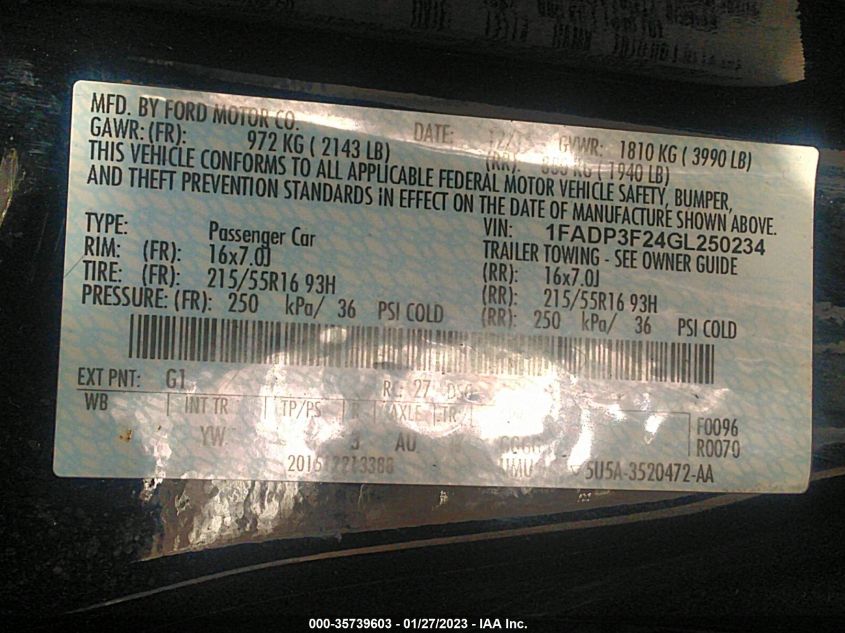 MFD. BY FORD MOTOR CO.
DATE: GVWR: 1810 KG ( 3990 LB)
GAWR: (FR): 972 KG ( 2143 LB) (RR): KG ( 1940 LB)
THIS VEHICLE CONFORMS TO ALL APPLICABLE FEDERAL MOTOR VEHICLE SAFETY, BUMPER,
AND THEFT PREVENTION STANDARDS IN EFFECT ON THE DATE OF MANUFACTURE SHOWN ABOVE.
VIN: 1FADP3F24GL250234
TYPE: Passenger Car TRAILER TOWING - SEE OWNER GUIDE
RIM: (FR): 16x7.0J (RR): 16x7.0J
TIRE: (FR): 215/55R16 93H (RR): 215/55R16 93H
PRESSURE: (FR): 250 kPa/ 36 PSI COLD (RR): 250 kPa/ 36 PSI COLD
EXT PNT: G1 RC: 27
WB INT TR TP/PS R AXLE TR F0096
YW 3 AU R0070
5U5A-3520472-AA
000-35739603 - 01/27/2023 - IAA Inc.